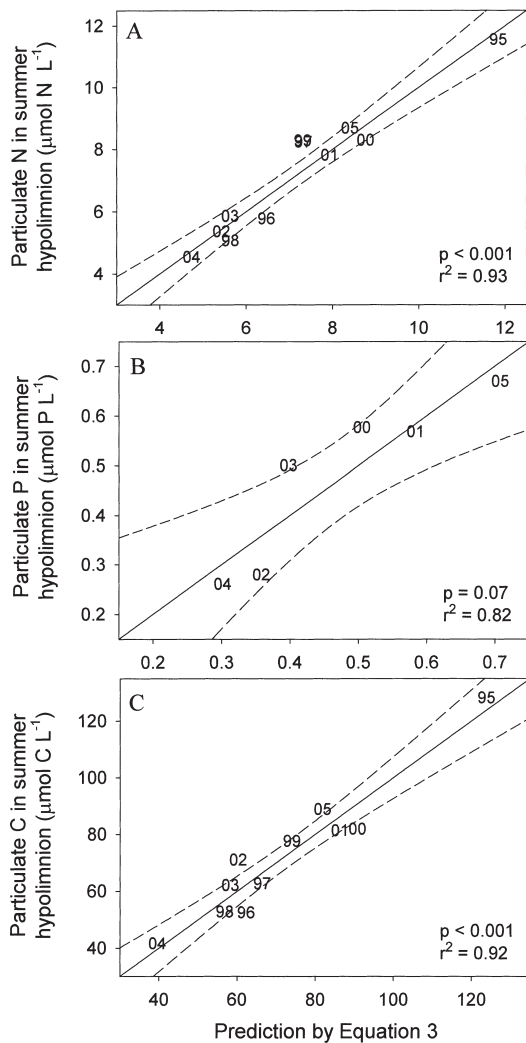 A
Particulate N in summer
hypolimnion (µmol N L⁻¹)
12
10
8
6
4
95
05
00
01
03
02
96
98
04
p < 0.001
r² = 0.93
4 6 8 10 12
B
Particulate P in summer
hypolimnion (µmol P L⁻¹)
0.7
0.6
0.5
0.4
0.3
0.2
05
00
01
03
02
04
p = 0.07
r² = 0.82
0.2 0.3 0.4 0.5 0.6 0.7
C
Particulate C in summer
hypolimnion (µmol C L⁻¹)
120
100
80
60
40
95
05
0100
99
02
03
97
98 96
04
p < 0.001
r² = 0.92
40 60 80 100 120
Prediction by Equation 3